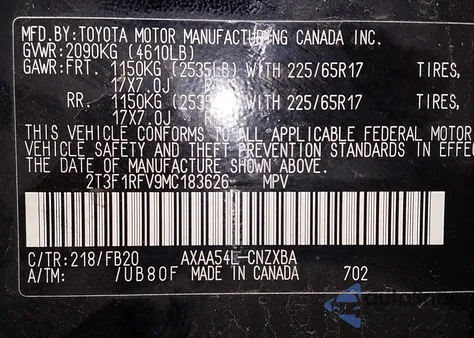 MFD.BY:TOYOTA MOTOR MANUFACTURING CANADA INC.
GVWR:2090KG (4610LB)
GAWR:FRT. 1150KG (2535LB) WITH 225/65R17 TIRES,
17X7.0J
RR. 1150KG (2535LB) WITH 225/65R17 TIRES,
17X7.0J
THIS VEHICLE CONFORMS TO ALL APPLICABLE FEDERAL MOTOR
VEHICLE SAFETY AND THEFT PREVENTION STANDARDS IN EFFE
THE DATE OF MANUFACTURE SHOWN ABOVE.
2T3F1RFV9MC183626 MPV
C/TR:218/FB20 AXAA54L-CNZXBA
A/TM: /UB80F MADE IN CANADA 702